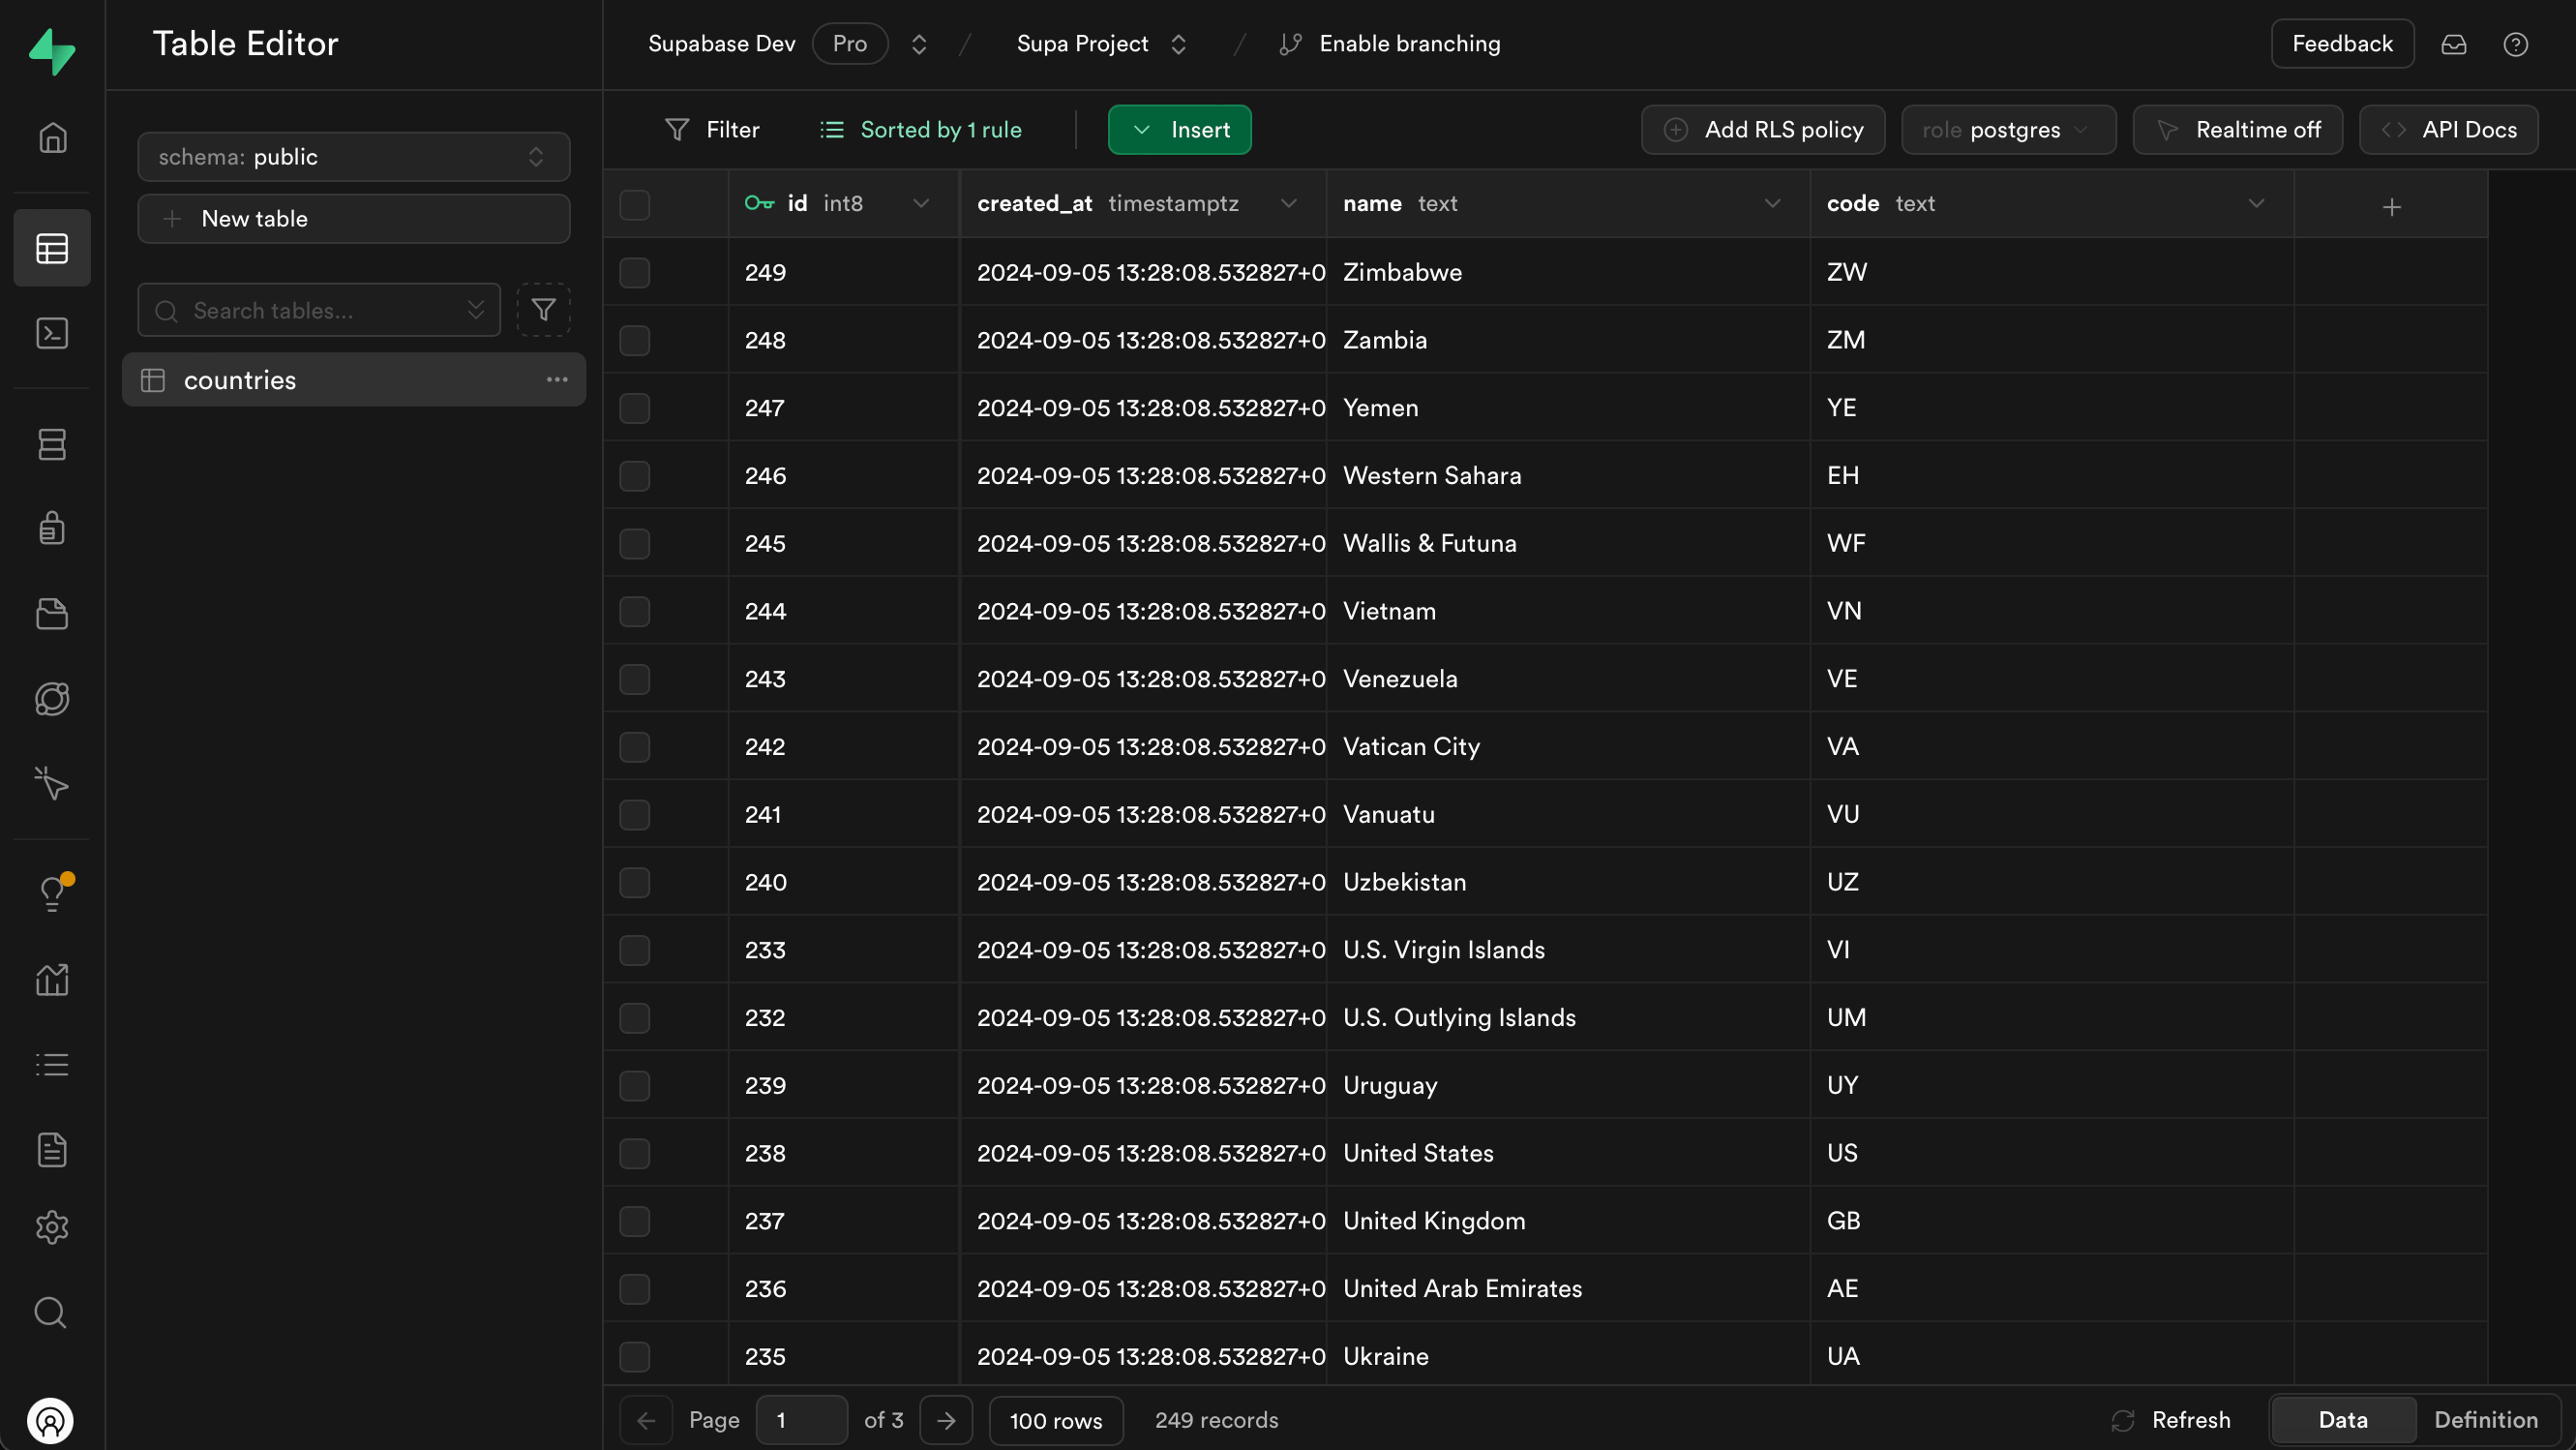 Table Editor
Supabase Dev Pro / Supa Project / Enable branching Feedback
schema: public
New table
Search tables...
countries
Filter Sorted by 1 rule Insert Add RLS policy role postgres Realtime off API Docs
id int8 created_at timestamptz name text code text
249 2024-09-05 13:28:08.532827+0 Zimbabwe ZW
248 2024-09-05 13:28:08.532827+0 Zambia ZM
247 2024-09-05 13:28:08.532827+0 Yemen YE
246 2024-09-05 13:28:08.532827+0 Western Sahara EH
245 2024-09-05 13:28:08.532827+0 Wallis & Futuna WF
244 2024-09-05 13:28:08.532827+0 Vietnam VN
243 2024-09-05 13:28:08.532827+0 Venezuela VE
242 2024-09-05 13:28:08.532827+0 Vatican City VA
241 2024-09-05 13:28:08.532827+0 Vanuatu VU
240 2024-09-05 13:28:08.532827+0 Uzbekistan UZ
233 2024-09-05 13:28:08.532827+0 U.S. Virgin Islands VI
232 2024-09-05 13:28:08.532827+0 U.S. Outlying Islands UM
239 2024-09-05 13:28:08.532827+0 Uruguay UY
238 2024-09-05 13:28:08.532827+0 United States US
237 2024-09-05 13:28:08.532827+0 United Kingdom GB
236 2024-09-05 13:28:08.532827+0 United Arab Emirates AE
235 2024-09-05 13:28:08.532827+0 Ukraine UA
Page 1 of 3 100 rows 249 records Refresh Data Definition